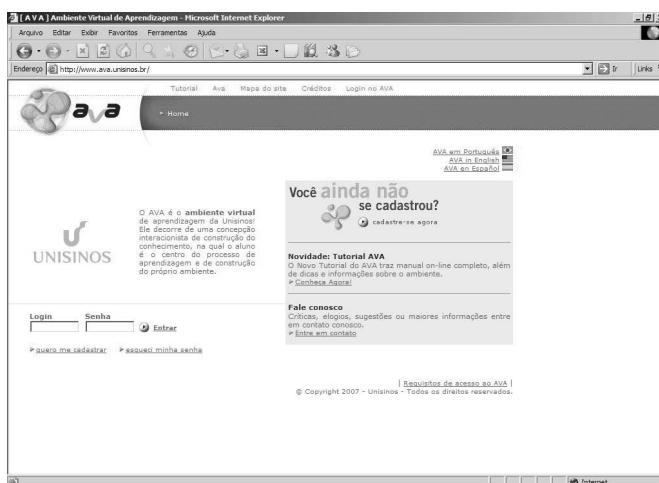 [ A V A ] Ambiente Virtual de Aprendizagem - Microsoft Internet Explorer
Arquivo Editar Exibir Favoritos Ferramentas Ajuda
Endereço http://www.ava.unisinos.br/ Ir Links
Tutorial Ava Mapa do site Créditos Login no AVA
ava
Home
AVA em Português
AVA in English
AVA en Español
Você ainda não
se cadastrou?
cadastre-se agora
UNISINOS
O AVA é o ambiente virtual
de aprendizagem da Unisinos!
Ele decorre de uma concepção
interacionista de construção do
conhecimento, na qual o aluno
é o centro do processo de
aprendizagem e de construção
do próprio ambiente.
Novidade: Tutorial AVA
O Novo Tutorial do AVA traz manual on-line completo, além
de dicas e informações sobre o ambiente.
Conheça Agora!
Fale conosco
Críticas, elogios, sugestões ou maiores informações entre
em contato conosco.
Entre em contato
Login Senha
Entrar
quero me cadastrar esqueci minha senha
| Requisitos de acesso ao AVA |
© Copyright 2007 - Unisinos - Todos os direitos reservados.
Internet